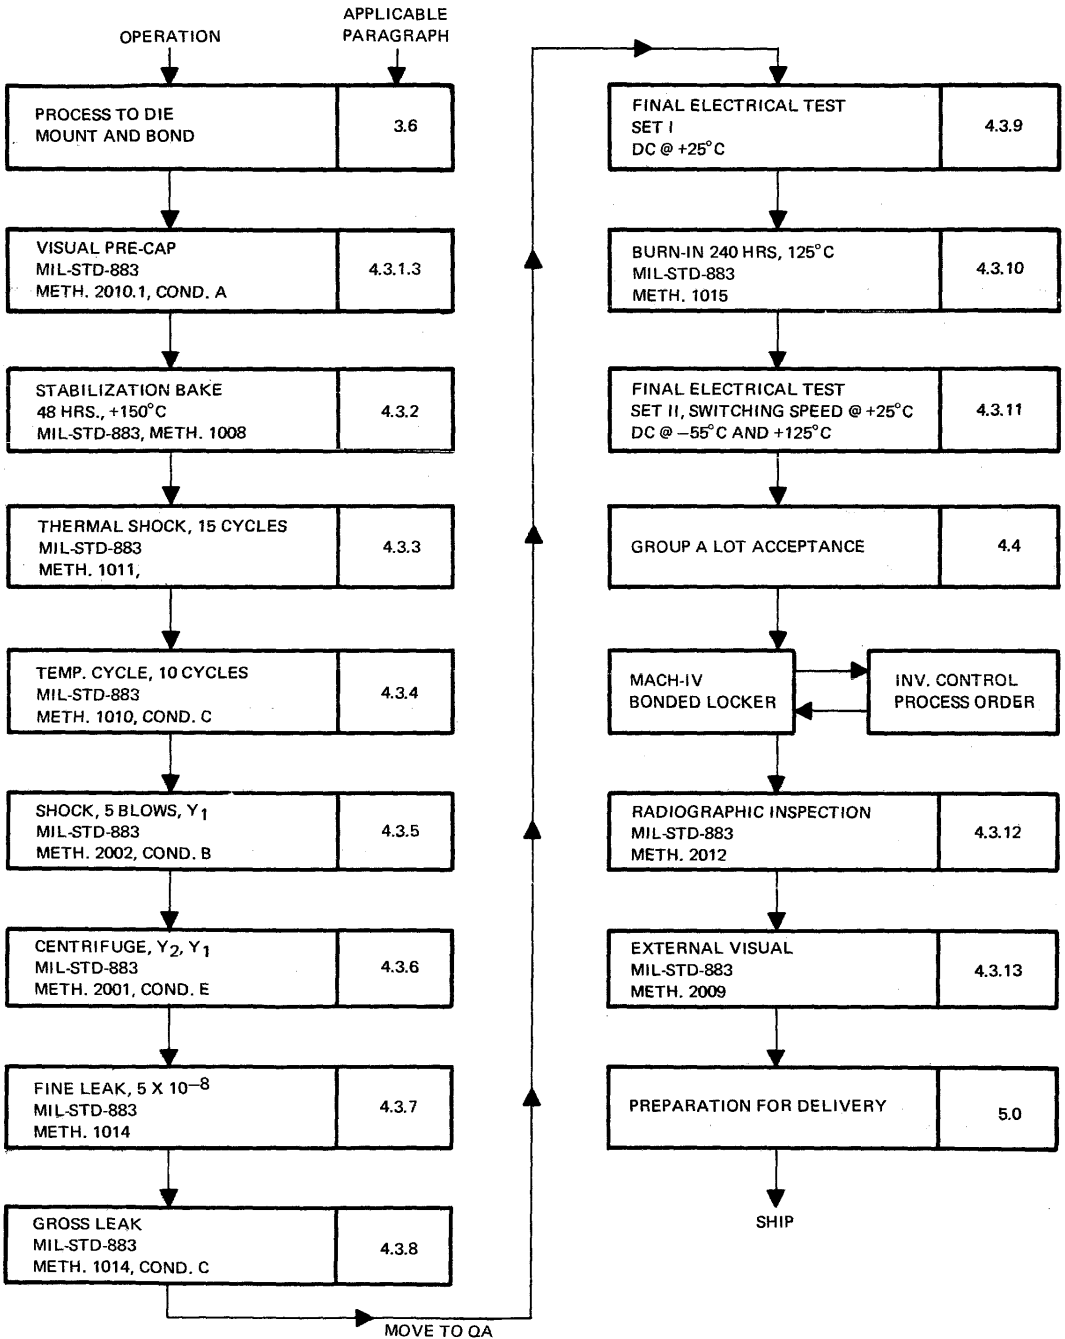 OPERATION
APPLICABLE
PARAGRAPH
PROCESS TO DIE
MOUNT AND BOND
3.6
VISUAL PRE-CAP
MIL-STD-883
METH. 2010.1, COND. A
4.3.1.3
STABILIZATION BAKE
48 HRS., +150°C
MIL-STD-883, METH. 1008
4.3.2
THERMAL SHOCK, 15 CYCLES
MIL-STD-883
METH. 1011,
4.3.3
TEMP. CYCLE, 10 CYCLES
MIL-STD-883
METH. 1010, COND. C
4.3.4
SHOCK, 5 BLOWS, Y1
MIL-STD-883
METH. 2002, COND. B
4.3.5
CENTRIFUGE, Y2, Y1
MIL-STD-883
METH. 2001, COND. E
4.3.6
FINE LEAK, 5 X 10−8
MIL-STD-883
METH. 1014
4.3.7
GROSS LEAK
MIL-STD-883
METH. 1014, COND. C
4.3.8
MOVE TO QA
FINAL ELECTRICAL TEST
SET I
DC @ +25°C
4.3.9
BURN-IN 240 HRS, 125°C
MIL-STD-883
METH. 1015
4.3.10
FINAL ELECTRICAL TEST
SET II, SWITCHING SPEED @ +25°C
DC @ −55°C AND +125°C
4.3.11
GROUP A LOT ACCEPTANCE
4.4
MACH-IV
BONDED LOCKER
INV. CONTROL
PROCESS ORDER
RADIOGRAPHIC INSPECTION
MIL-STD-883
METH. 2012
4.3.12
EXTERNAL VISUAL
MIL-STD-883
METH. 2009
4.3.13
PREPARATION FOR DELIVERY
5.0
SHIP